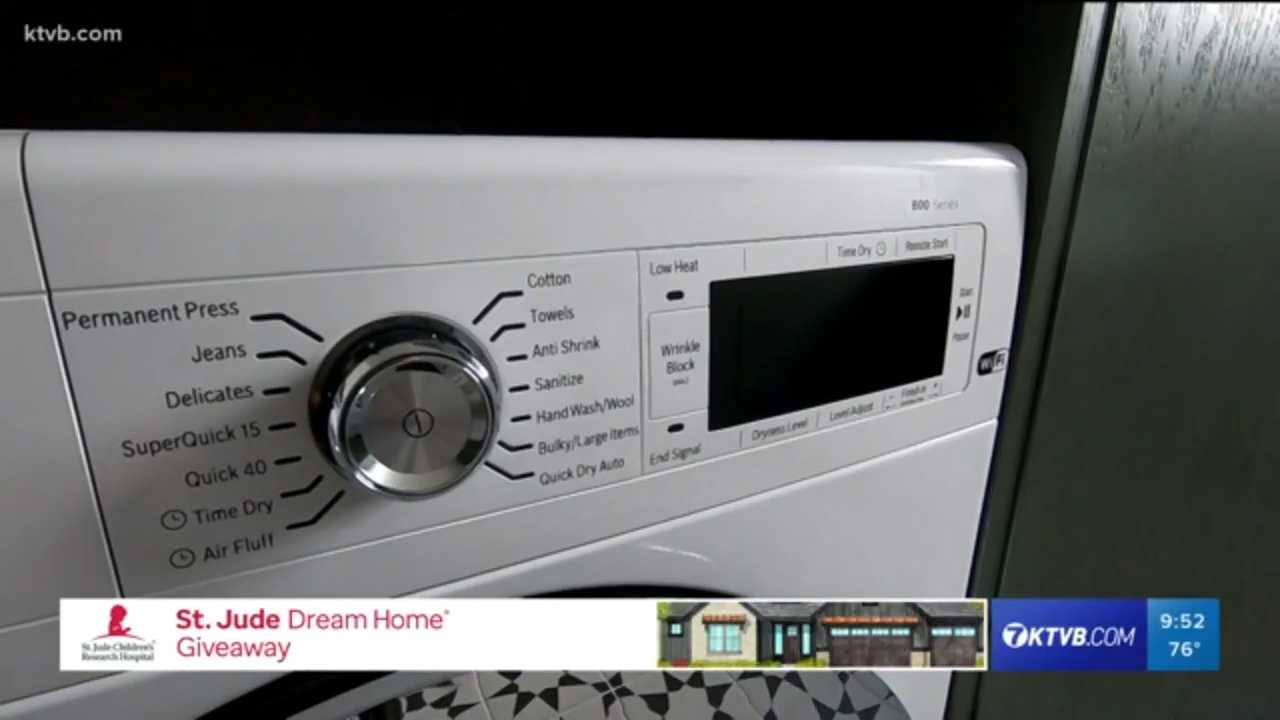 ktvb.com
800 Series
Permanent Press
Jeans
Delicates
SuperQuick 15
Quick 40
Time Dry
Air Fluff
Cotton
Towels
Anti Shrink
Sanitize
Hand Wash/Wool
Bulky/Large Items
Quick Dry Auto
Low Heat
Wrinkle
Block
End Signal
Time Dry
Remote Start
Start
Pause
WiFi
Dryness Level
Level Adjust
St. Jude Children's
Research Hospital
St. Jude Dream Home®
Giveaway
7KTVB.COM
9:52
76°